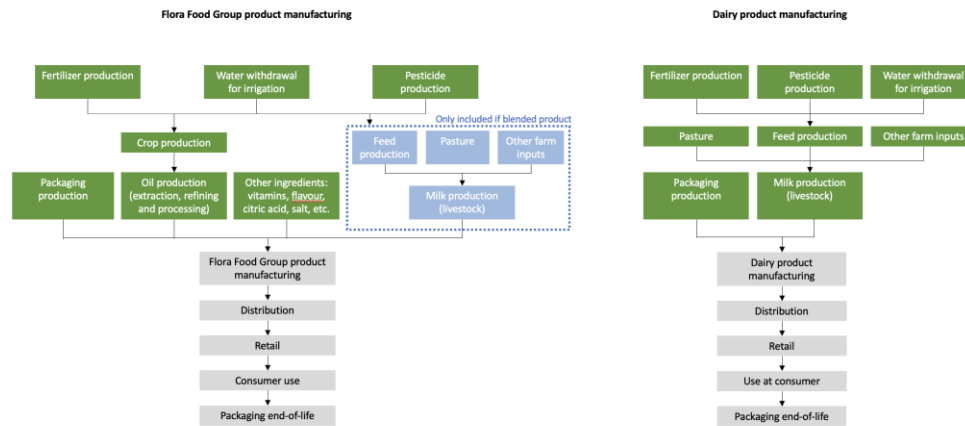 Flora Food Group product manufacturing
Fertilizer production
Water withdrawal
for irrigation
Pesticide
production
Only included if blended product
Crop production
Feed
production
Pasture
Other farm
inputs
Packaging
production
Oil production
(extraction, refining
and processing)
Other ingredients:
vitamins, flavour,
citric acid, salt, etc.
Milk production
(livestock)
Flora Food Group product
manufacturing
Distribution
Retail
Consumer use
Packaging end-of-life
Dairy product manufacturing
Fertilizer production
Pesticide
production
Water withdrawal
for irrigation
Pasture
Feed production
Other farm inputs
Packaging
production
Milk production
(livestock)
Dairy product
manufacturing
Distribution
Retail
Use at consumer
Packaging end-of-life